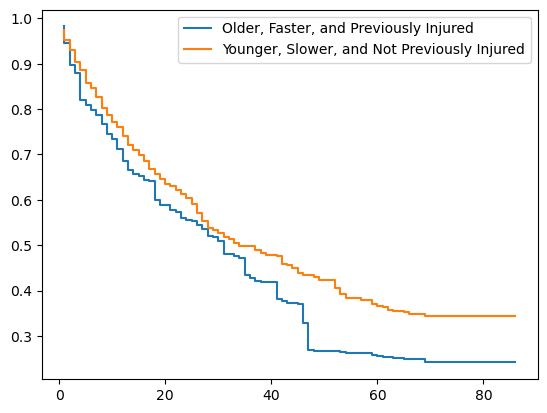 Older, Faster, and Previously Injured
Younger, Slower, and Not Previously Injured
1.0
0.9
0.8
0.7
0.6
0.5
0.4
0.3
0 20 40 60 80